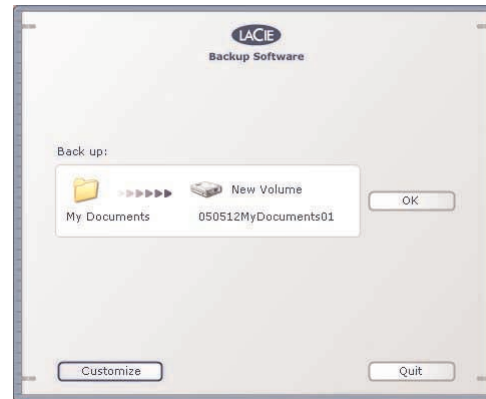 LACIE
Backup Software
Back up:
New Volume
My Documents
050512MyDocuments01
OK
Customize
Quit